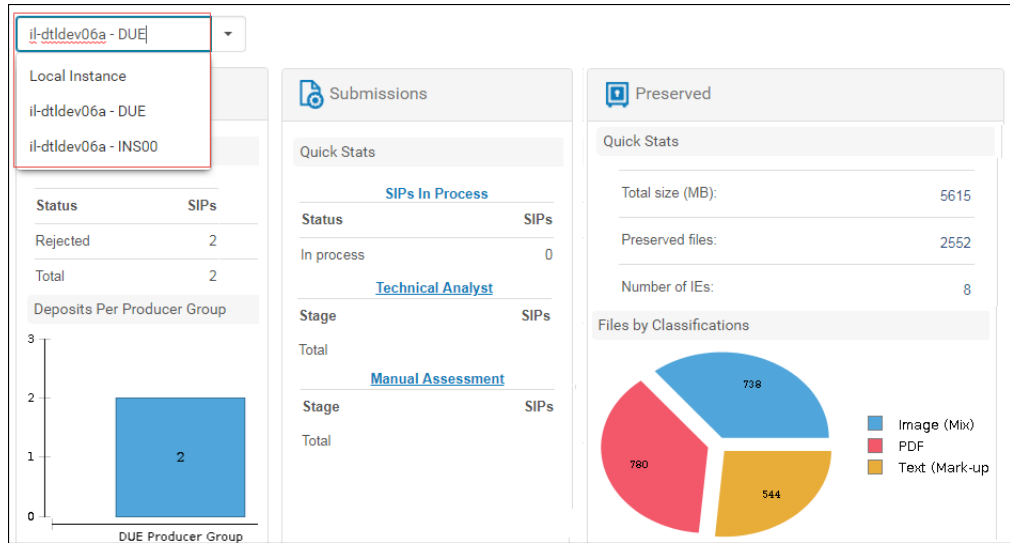 il-dtldev06a - DUE
Local Instance
il-dtldev06a - DUE
il-dtldev06a - INS00
Status SIPs
Rejected 2
Total 2
Deposits Per Producer Group
3
2
1
0
2
DUE Producer Group
Submissions
Quick Stats
SIPs In Process
Status SIPs
In process 0
Technical Analyst
Stage SIPs
Total
Manual Assessment
Stage SIPs
Total
Preserved
Quick Stats
Total size (MB): 5615
Preserved files: 2552
Number of IEs: 8
Files by Classifications
738
780
544
Image (Mix)
PDF
Text (Mark-up